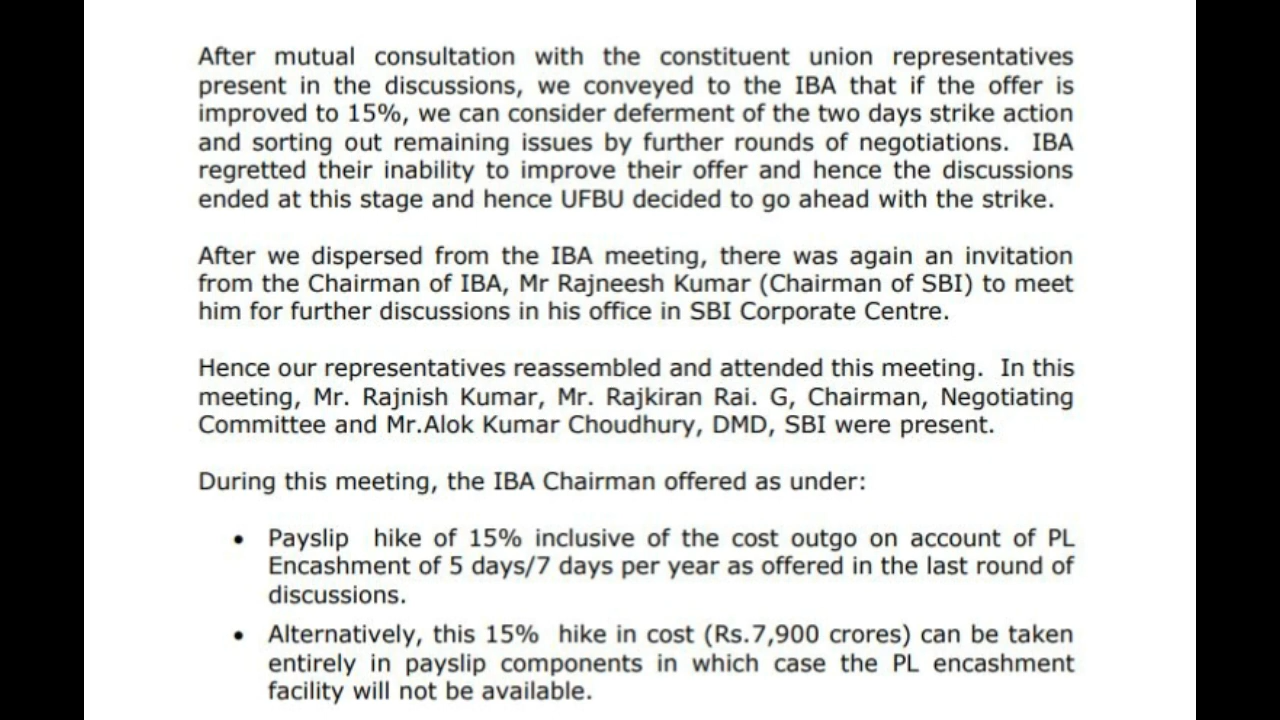 After mutual consultation with the constituent union representatives
present in the discussions, we conveyed to the IBA that if the offer is
improved to 15%, we can consider deferment of the two days strike action
and sorting out remaining issues by further rounds of negotiations. IBA
regretted their inability to improve their offer and hence the discussions
ended at this stage and hence UFBU decided to go ahead with the strike.
After we dispersed from the IBA meeting, there was again an invitation
from the Chairman of IBA, Mr Rajneesh Kumar (Chairman of SBI) to meet
him for further discussions in his office in SBI Corporate Centre.
Hence our representatives reassembled and attended this meeting. In this
meeting, Mr. Rajnish Kumar, Mr. Rajkiran Rai. G, Chairman, Negotiating
Committee and Mr.Alok Kumar Choudhury, DMD, SBI were present.
During this meeting, the IBA Chairman offered as under:
• Payslip hike of 15% inclusive of the cost outgo on account of PL
Encashment of 5 days/7 days per year as offered in the last round of
discussions.
• Alternatively, this 15% hike in cost (Rs.7,900 crores) can be taken
entirely in payslip components in which case the PL encashment
facility will not be available.